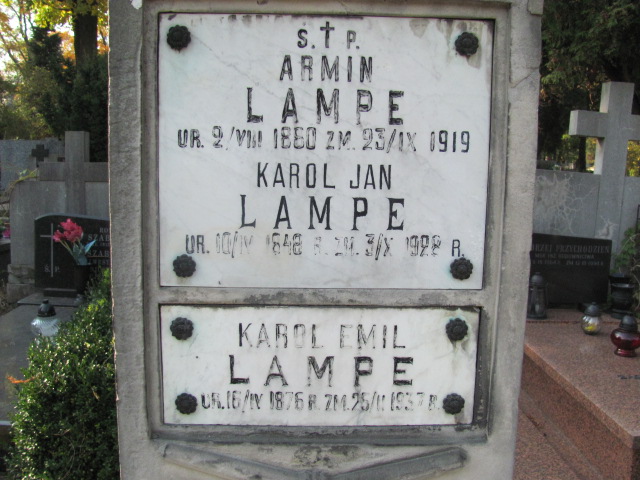 Ś. † P.
ARMIN
LAMPE
UR. 2/VIII 1880 ZM. 23/IX 1919
KAROL JAN
LAMPE
UR. 10/IV 1848 R. ZM. 3/X 1928 R.
KAROL EMIL
LAMPE
UR. 16/IV 1876 R. ZM. 25/V 1937 R.